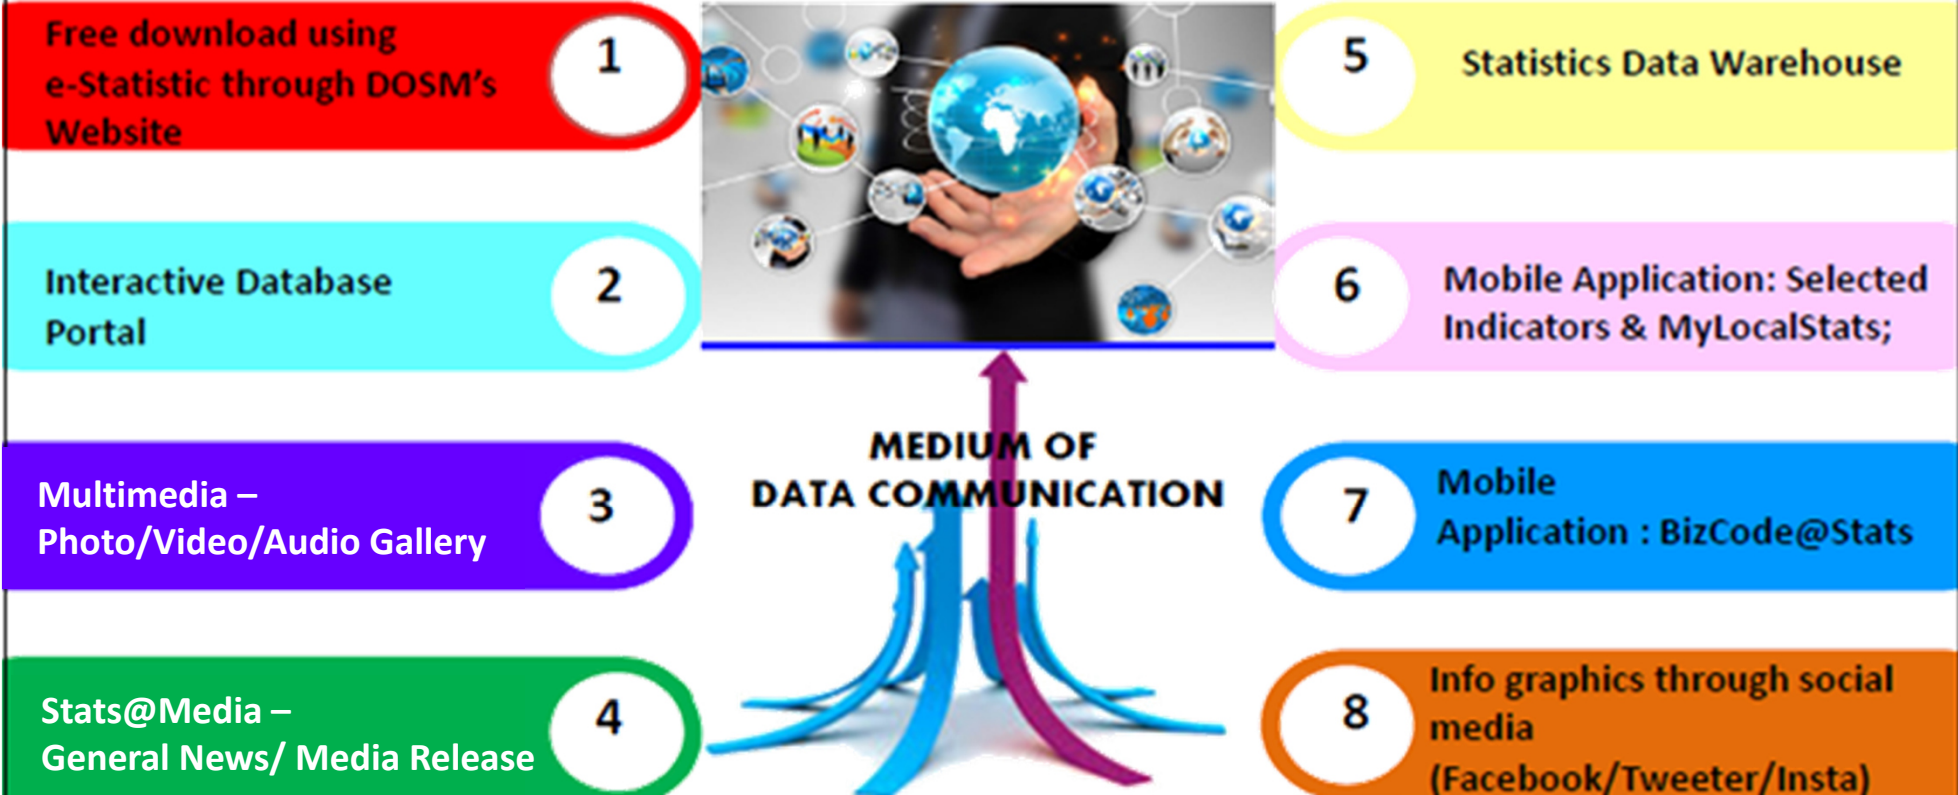 1
Free download using
e-Statistic through DOSM's
Website
2
Interactive Database
Portal
3
Multimedia –
Photo/Video/Audio Gallery
4
Stats@Media –
General News/ Media Release
MEDIUM OF
DATA COMMUNICATION
5
Statistics Data Warehouse
6
Mobile Application: Selected
Indicators & MyLocalStats;
7
Mobile
Application : BizCode@Stats
8
Info graphics through social
media
(Facebook/Tweeter/Insta)